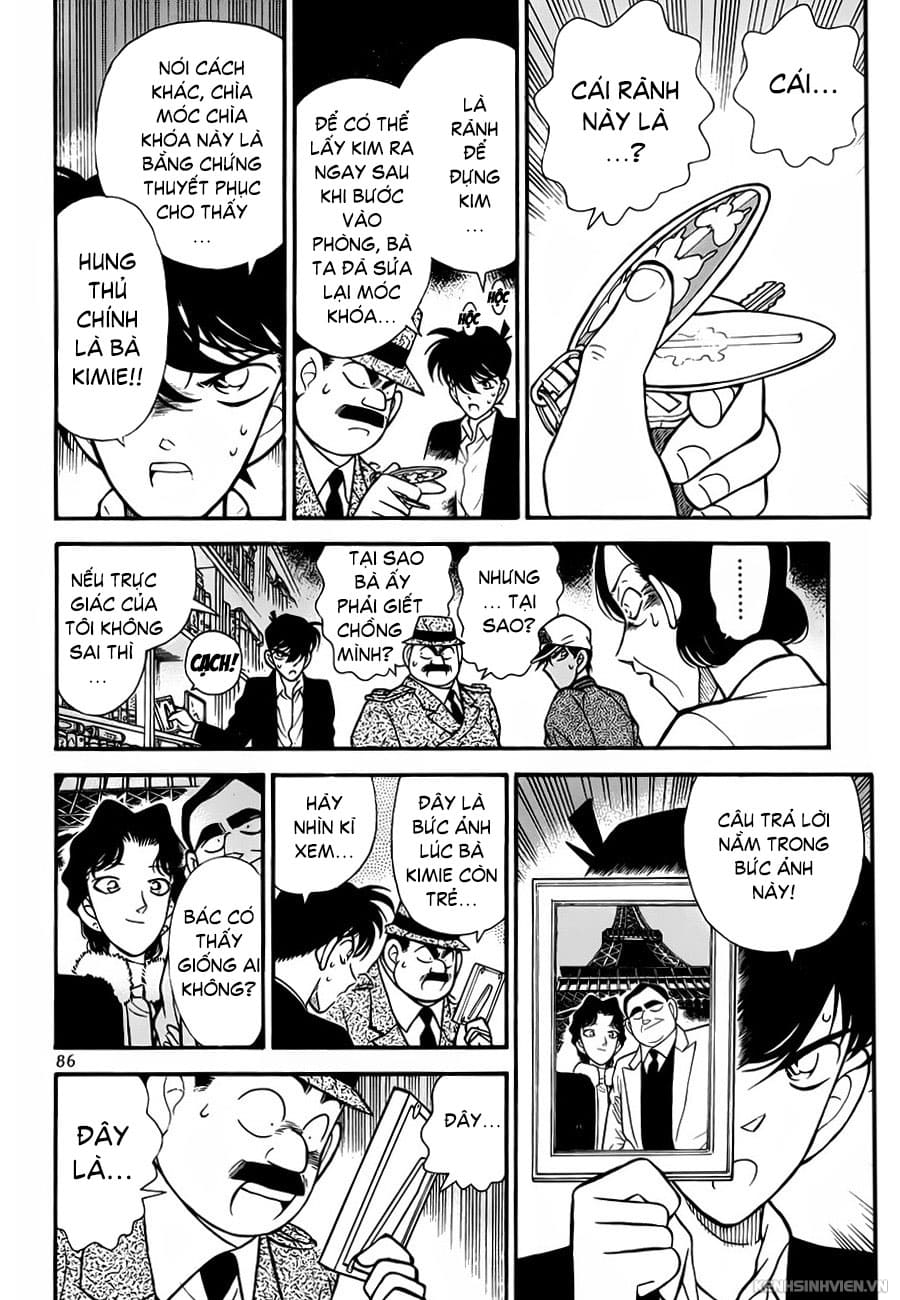 CÁI...
CÁI RÃNH
NÀY LÀ
...?
LÀ
RÃNH
ĐỂ
ĐỰNG
KIM
...
HỘC
HỘC
ĐỂ CÓ THỂ
LẤY KIM RA
NGAY SAU
KHI BƯỚC
VÀO
PHÒNG, BÀ
TA ĐÃ SỬA
LẠI MÓC
KHÓA...
NÓI CÁCH
KHÁC, CHÌA
MÓC CHÌA
KHÓA NÀY LÀ
BẰNG CHỨNG
THUYẾT PHỤC
CHO THẤY
...
HUNG
THỦ
CHÍNH
LÀ BÀ
KIMIE!!
.........
NHƯNG
... TẠI
SAO?
TẠI SAO
BÀ ẤY
PHẢI GIẾT
CHỒNG
MÌNH?
CẠCH!
NẾU TRỰC
GIÁC CỦA
TÔI KHÔNG
SAI THÌ
...
CÂU TRẢ LỜI
NẰM TRONG
BỨC ẢNH
NÀY!
ĐÂY LÀ
BỨC ẢNH
LÚC BÀ
KIMIE CÒN
TRẺ...
HÃY
NHÌN KĨ
XEM...
BÁC CÓ
THẤY
GIỐNG AI
KHÔNG?
86
ĐÂY...
ĐÂY
LÀ...
KENHSINHVIEN.VN